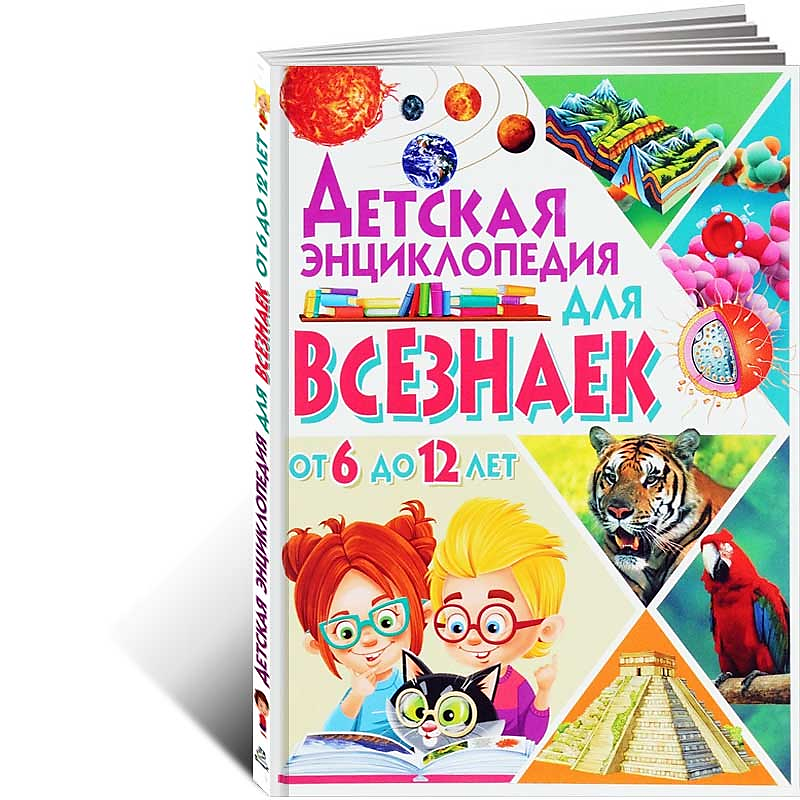 ДЕТСКАЯ
ЭНЦИКЛОПЕДИЯ
ДЛЯ
ВСЕЗНАЕК
ОТ 6 ДО 12 ЛЕТ
ДЕТСКАЯ ЭНЦИКЛОПЕДИЯ ДЛЯ ВСЕЗНАЕК ОТ 6 ДО 12 ЛЕТ